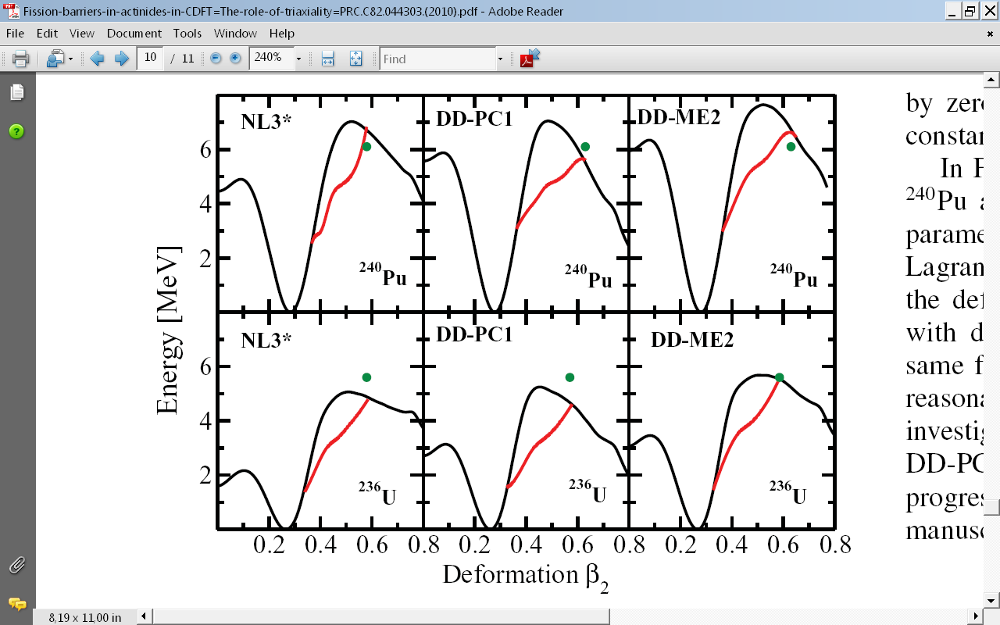 Fission-barriers-in-actinides-in-CDFT=The-role-of-triaxiality=PRC.C82.044303.(2010).pdf - Adobe Reader
File Edit View Document Tools Window Help
10 / 11 240% Find
NL3* DD-PC1 DD-ME2
6
4
2
240Pu 240Pu 240Pu
NL3* DD-PC1 DD-ME2
6
4
2
236U 236U 236U
0.2 0.4 0.6 0.8 0.2 0.4 0.6 0.8 0.2 0.4 0.6 0.8
Energy [MeV]
Deformation β2
by zero
constan
In F
240Pu a
parame
Lagran
the def
with d
same f
reasona
investig
DD-PC
progres
manusc
8,19 x 11,00 in